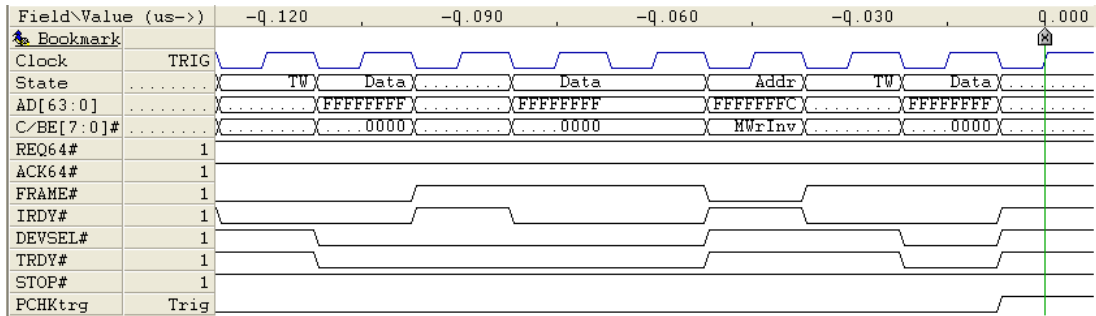 Field\Value (us->) -0.120 -0.090 -0.060 -0.030 0.000
Bookmark
Clock TRIG
State ........ TW Data ........ Data Addr TW Data ........
AD[63:0] ........ ........ FFFFFFFF ........ FFFFFFFF FFFFFFFC ........ FFFFFFFF ........
C/BE[7:0]# ........ ........ ....0000 ........ ....0000 MWrInv ........ ....0000 ........
REQ64# 1
ACK64# 1
FRAME# 1
IRDY# 1
DEVSEL# 1
TRDY# 1
STOP# 1
PCHKtrg Trig